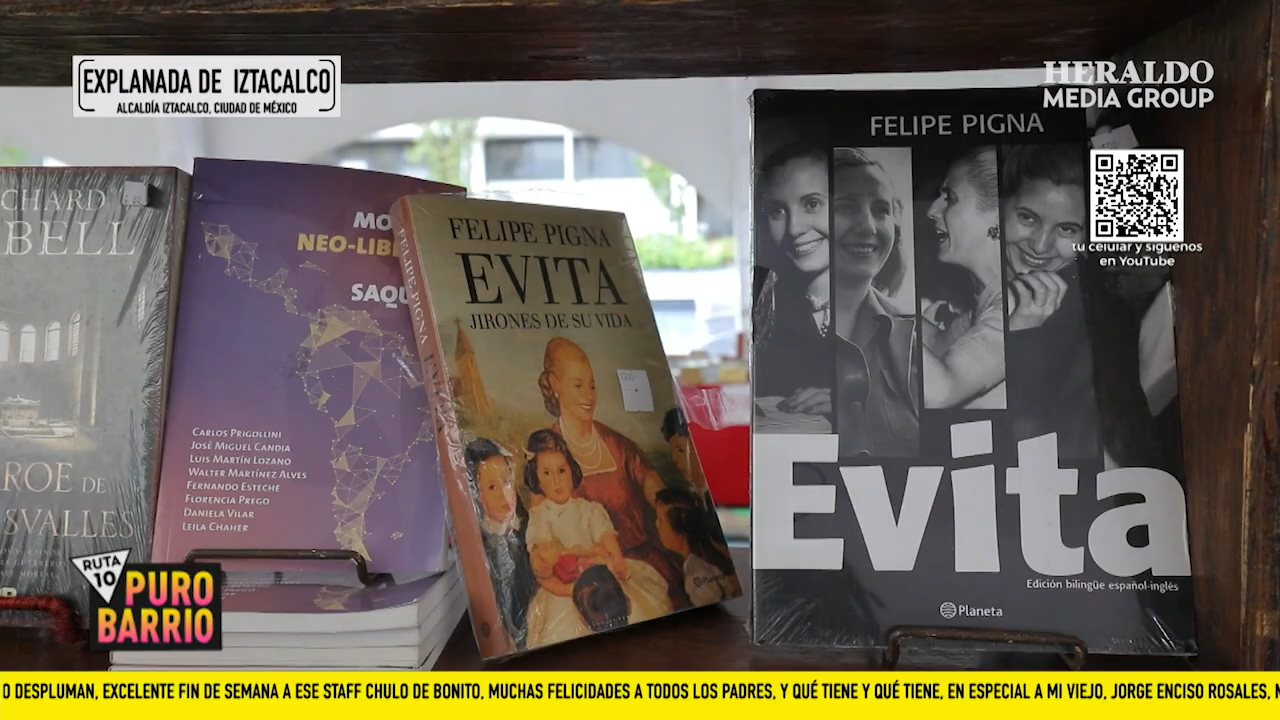 EXPLANADA DE IZTACALCO
ALCALDÍA IZTACALCO, CIUDAD DE MÉXICO
HERALDO
MEDIA GROUP
tu celular y síguenos
en YouTube
CHARD
BELL
ROE DE
SVALLES
MO
NEO-LIB
SAQU
CARLOS PRIGOLLINI
JOSÉ MIGUEL CANDIA
LUIS MARTÍN LOZANO
WALTER MARTÍNEZ ALVES
FERNANDO ESTECHE
FLORENCIA PREGO
DANIELA VILAR
LEILA CHAHER
FELIPE PIGNA
FELIPE PIGNA
EVITA
JIRONES DE SU VIDA
Planeta
FELIPE PIGNA
Evita
Edición bilingüe español-inglés
Planeta
RUTA
10
PURO
BARRIO
O DESPLUMAN, EXCELENTE FIN DE SEMANA A ESE STAFF CHULO DE BONITO, MUCHAS FELICIDADES A TODOS LOS PADRES, Y QUÉ TIENE Y QUÉ TIENE, EN ESPECIAL A MI VIEJO, JORGE ENCISO ROSALES,